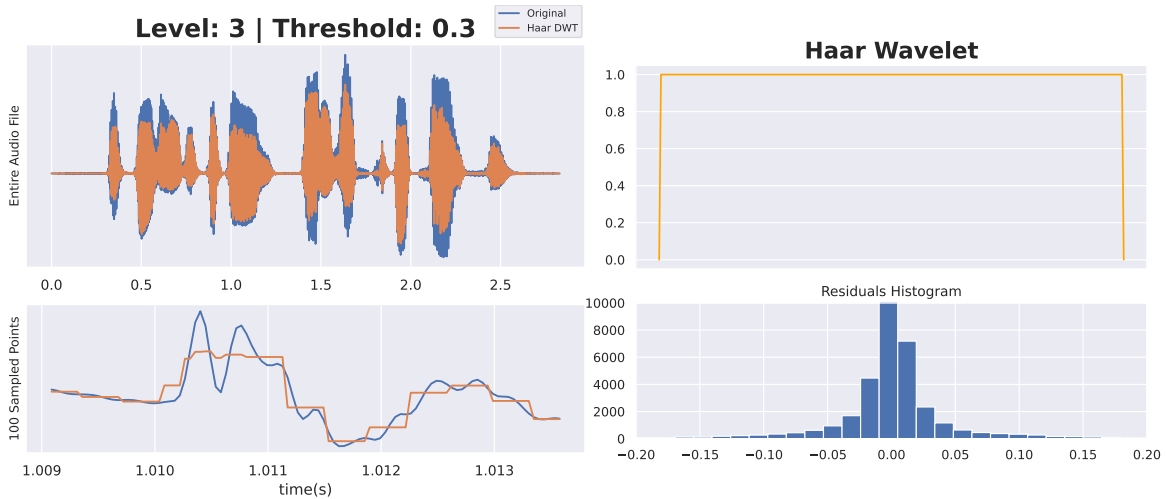 Level: 3 | Threshold: 0.3
Original
Haar DWT
Entire Audio File
0.0 0.5 1.0 1.5 2.0 2.5
100 Sampled Points
1.009 1.010 1.011 1.012 1.013
time(s)
Haar Wavelet
1.0
0.8
0.6
0.4
0.2
0.0
Residuals Histogram
10000
8000
6000
4000
2000
0
−0.20 −0.15 −0.10 −0.05 0.00 0.05 0.10 0.15 0.20